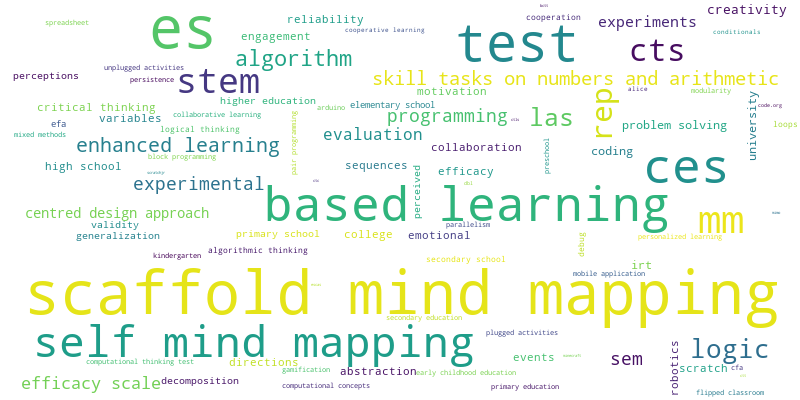 butt
creativity
cooperation
es
reliability
experiments
spreadsheet
test
cooperative learning
conditionals
engagement
cts
algorithm
unplugged activities
perceptions
persistence
stem
skill tasks on numbers and arithmetic
alice
motivation
modularity
higher education
code.org
critical thinking
arduino
elementary school
rep
variables
collaborative learning
programming
las
efa
logical thinking
problem solving
loops
mixed methods
evaluation
university
enhanced learning
pair programming
collaboration
preschool
coding
block programming
high school
sequences
perceived
efficacy
ces
experimental
based learning
centred design approach
mm
validity
parallelism
generalization
primary school
college
emotional
debug
personalized learning
algorithmic thinking
kindergarten
secondary school
irt
mobile application
scaffold mind mapping
secondary education
self mind mapping
plugged activities
computational thinking test
directions
events
sem
logic
robotics
gamification
abstraction
early childhood education
scratch
cfa
efficacy scale
decomposition
computational concepts
primary education
flipped classroom